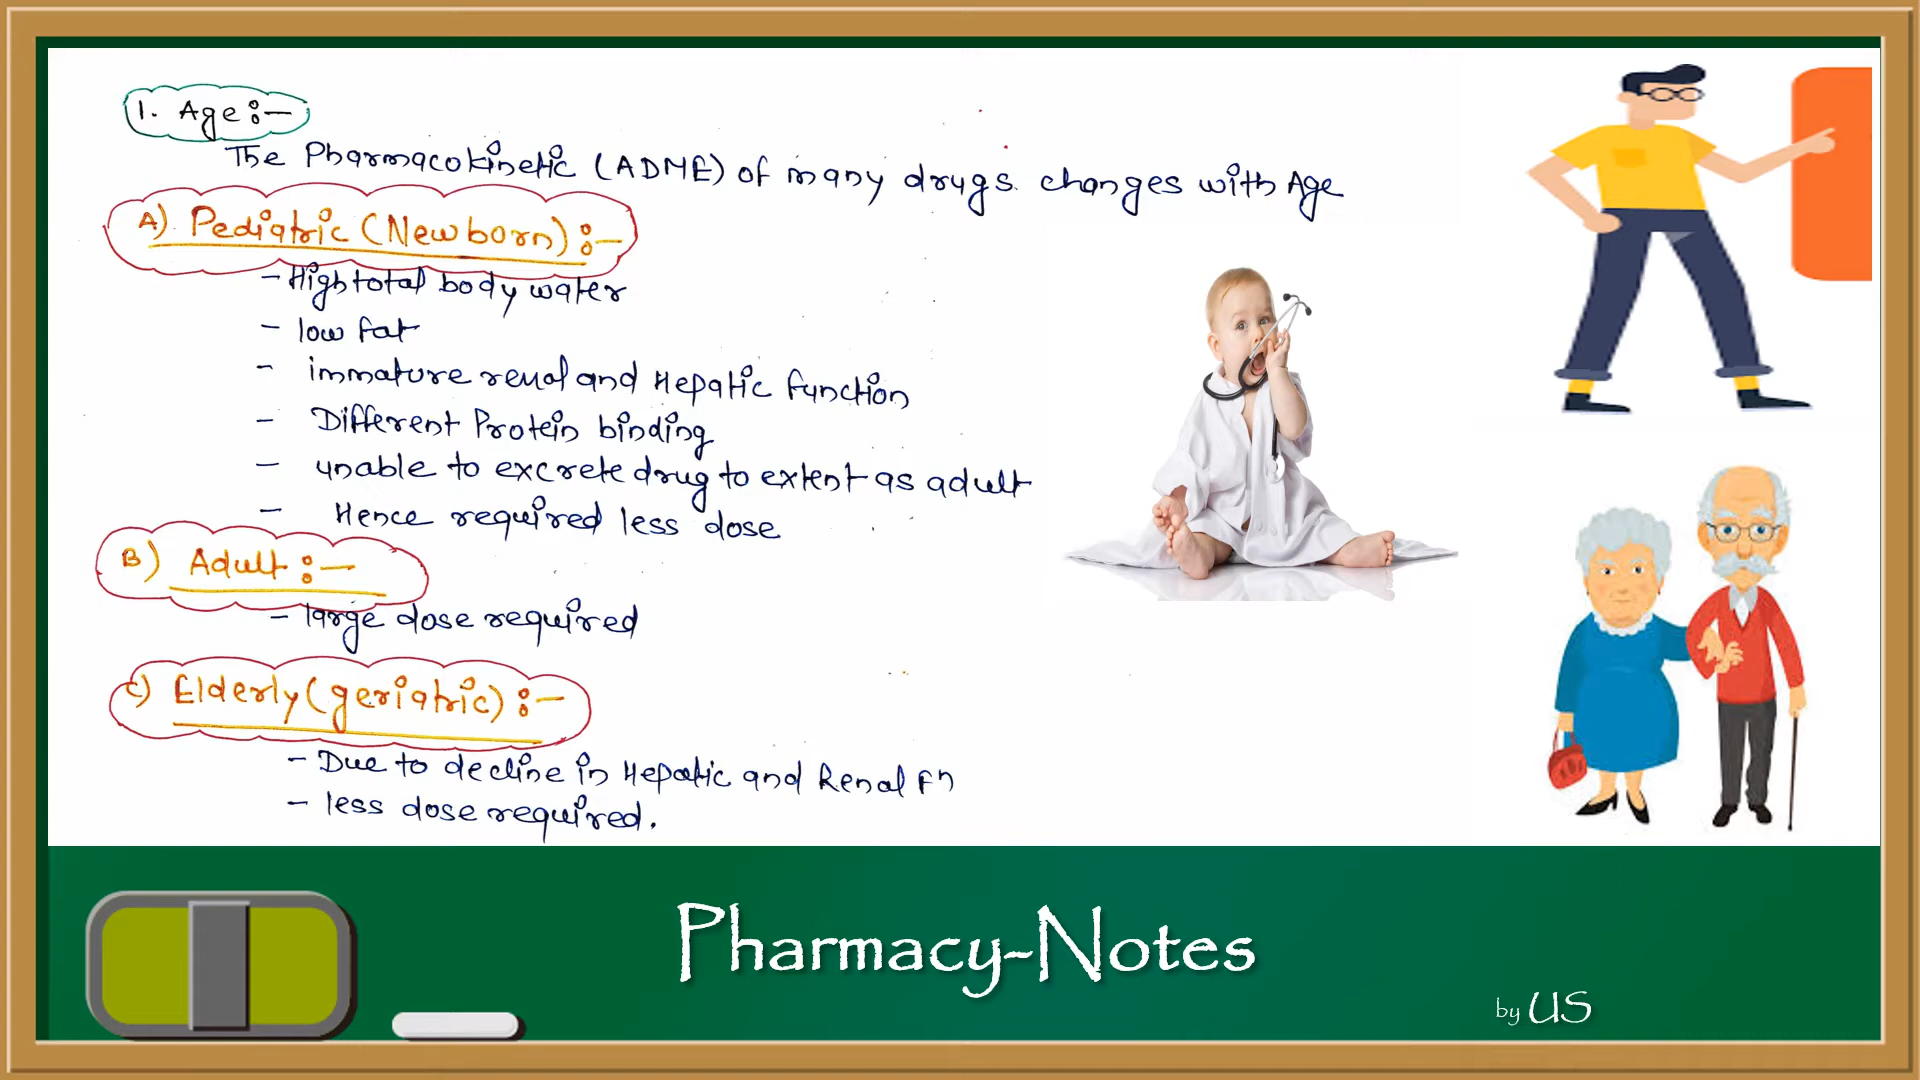 1. Age :-
The Pharmacokinetic (ADME) of many drugs changes with Age
A) Pediatric (Newborn) :-
- High total body water
- low fat
- immature renal and Hepatic function
- Different Protein binding
- unable to excrete drug to extent as adult
- Hence required less dose
B) Adult :-
- large dose required
C) Elderly (geriatric) :-
- Due to decline in Hepatic and Renal Fn
- less dose required.
Pharmacy-Notes
by US